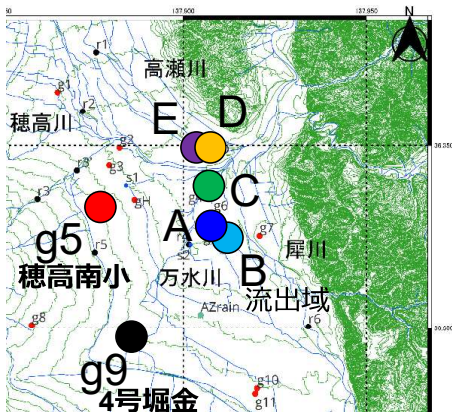 137.900
137.950
N
r1
高瀬川
g1
r2
穂高川
E
D
g2
36.350
g3
r3
s1
r3
gH
C
g6
g5
A
g7
穂高南小
r5
s2
B
犀川
万水川
流出域
AZrain
r6
g8
g9
g10
g11
4号堀金